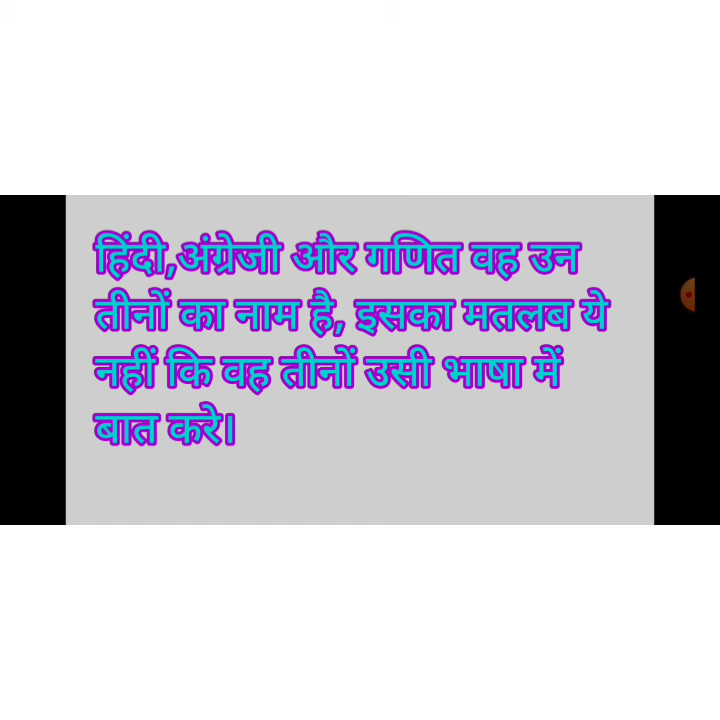 हिंदी,अंग्रेजी और गणित वह उन
तीनों का नाम है, इसका मतलब ये
नहीं कि वह तीनों उसी भाषा में
बात करे।